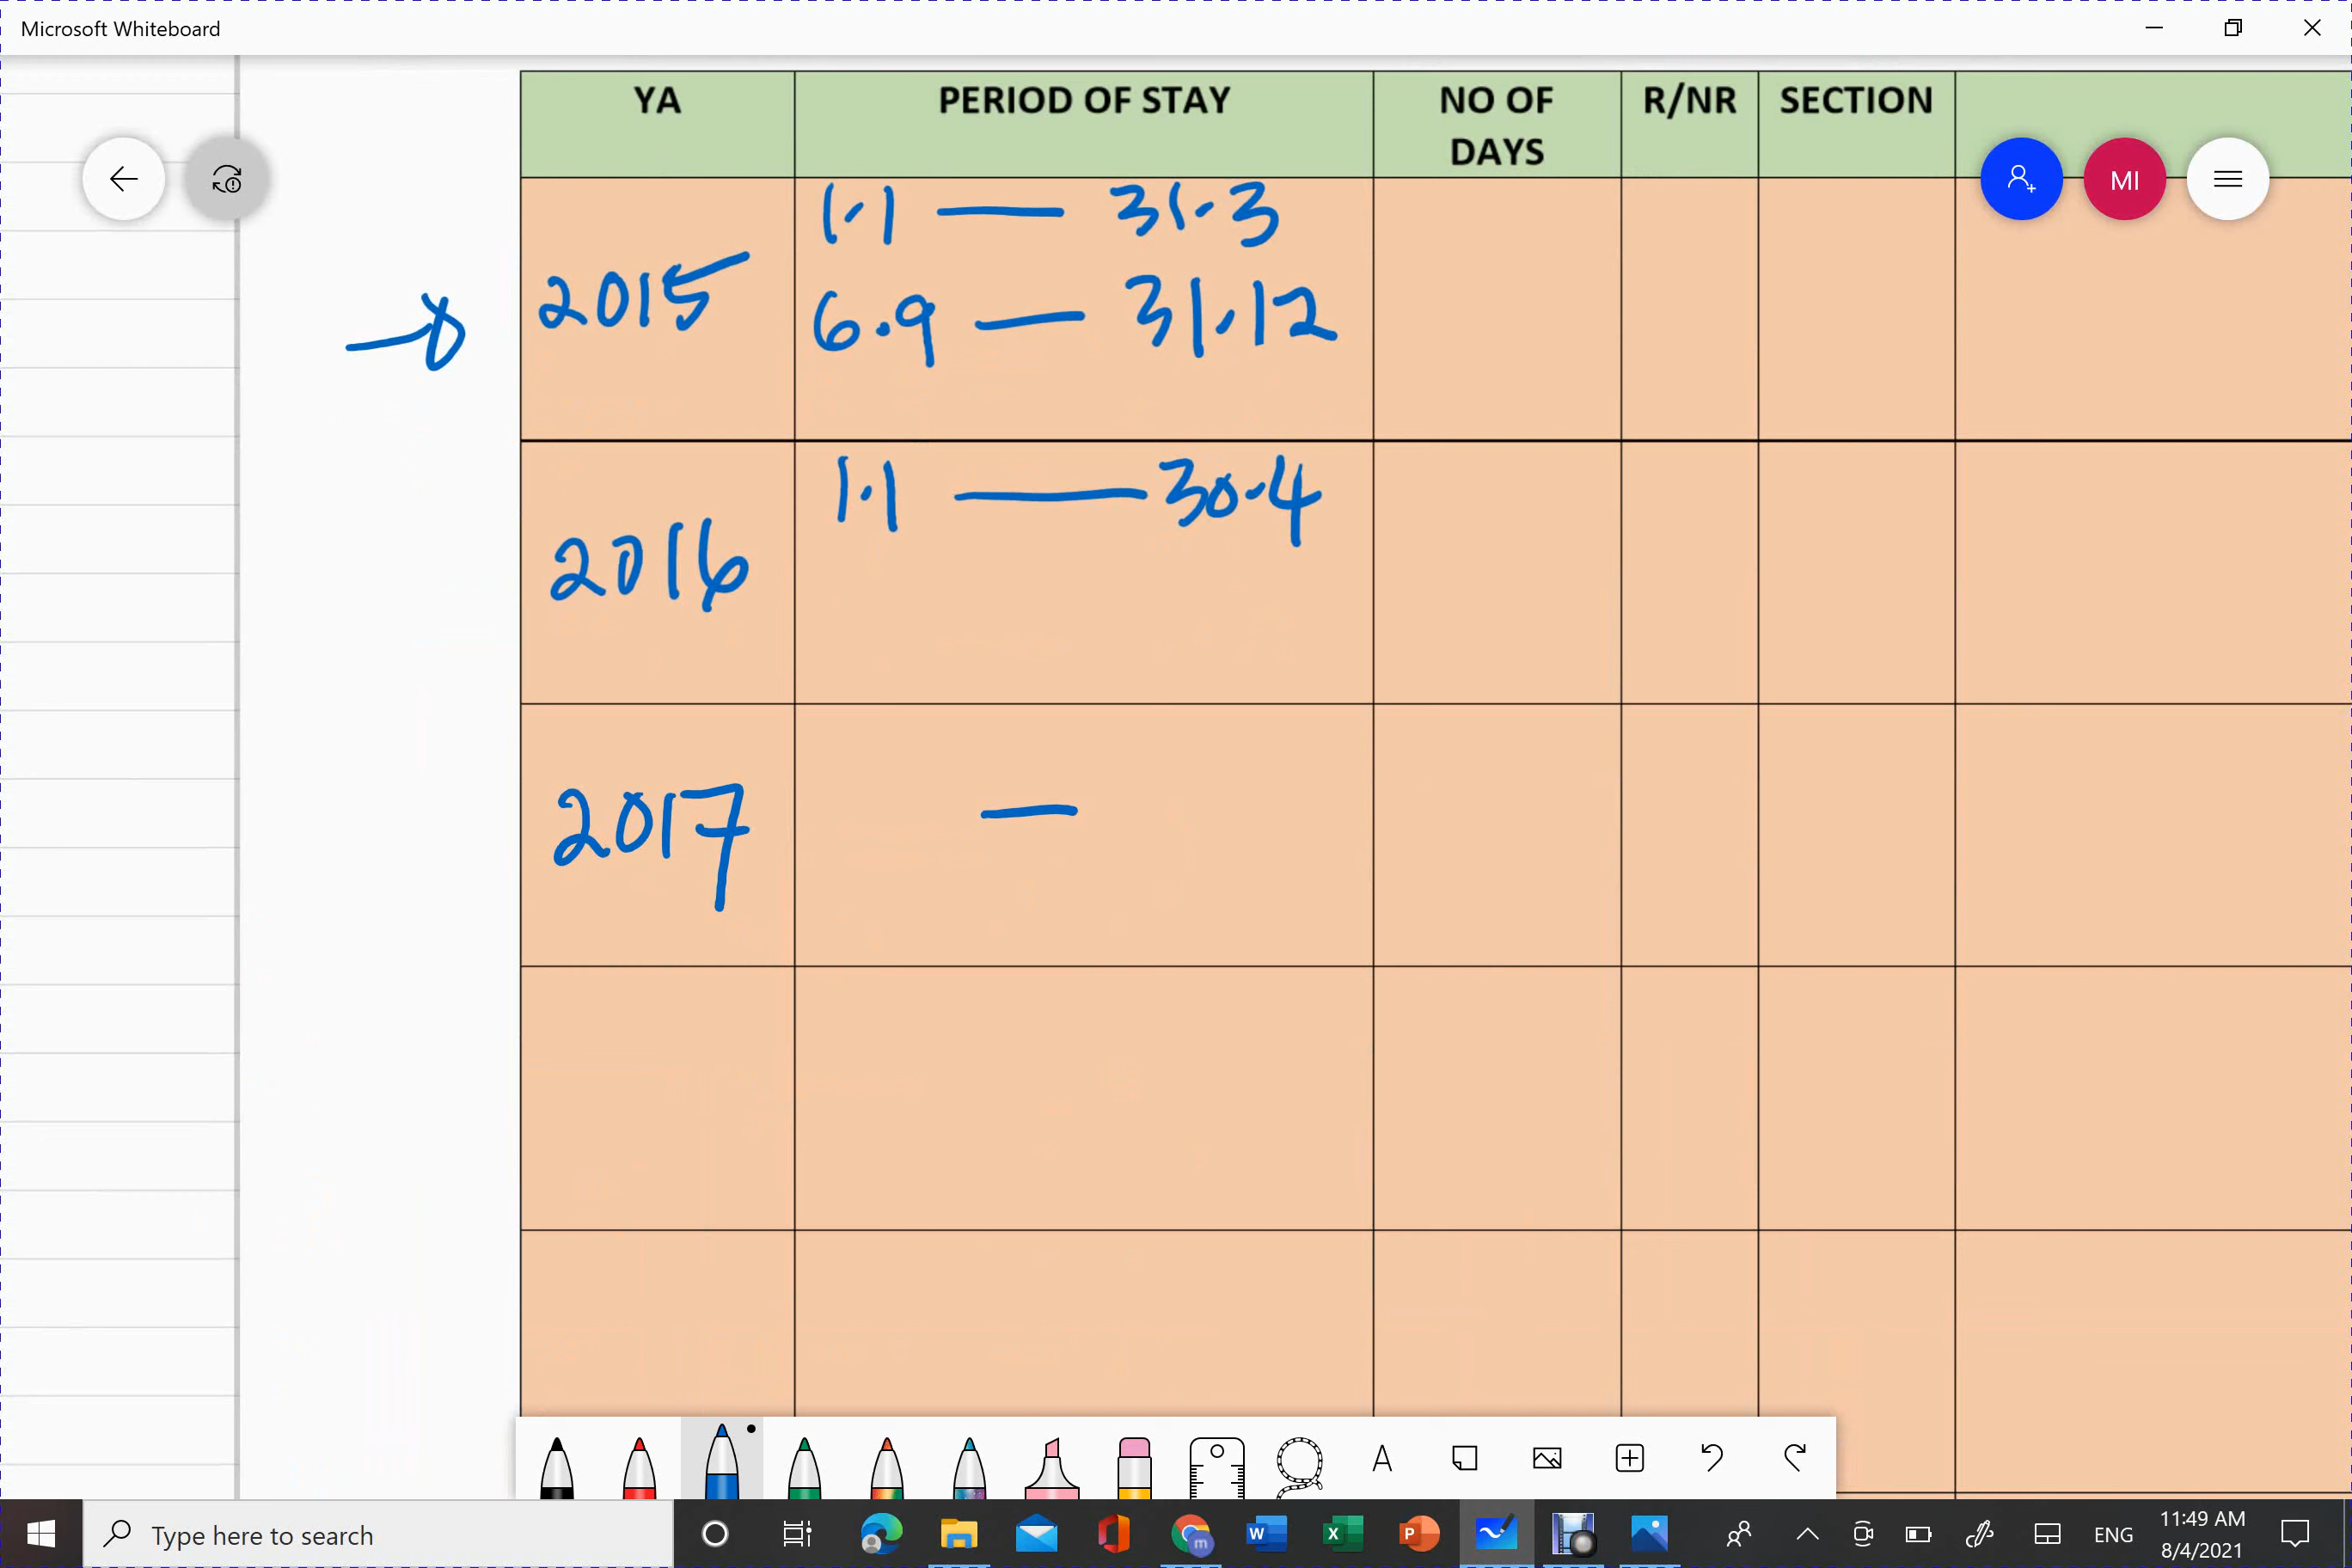 Microsoft Whiteboard
YA PERIOD OF STAY NO OF DAYS R/NR SECTION
MI
1.1 — 31.3
2015
6.9 — 31.12
1.1 — 30.4
2016
2017 —
A
Type here to search
ENG
11:49 AM
8/4/2021